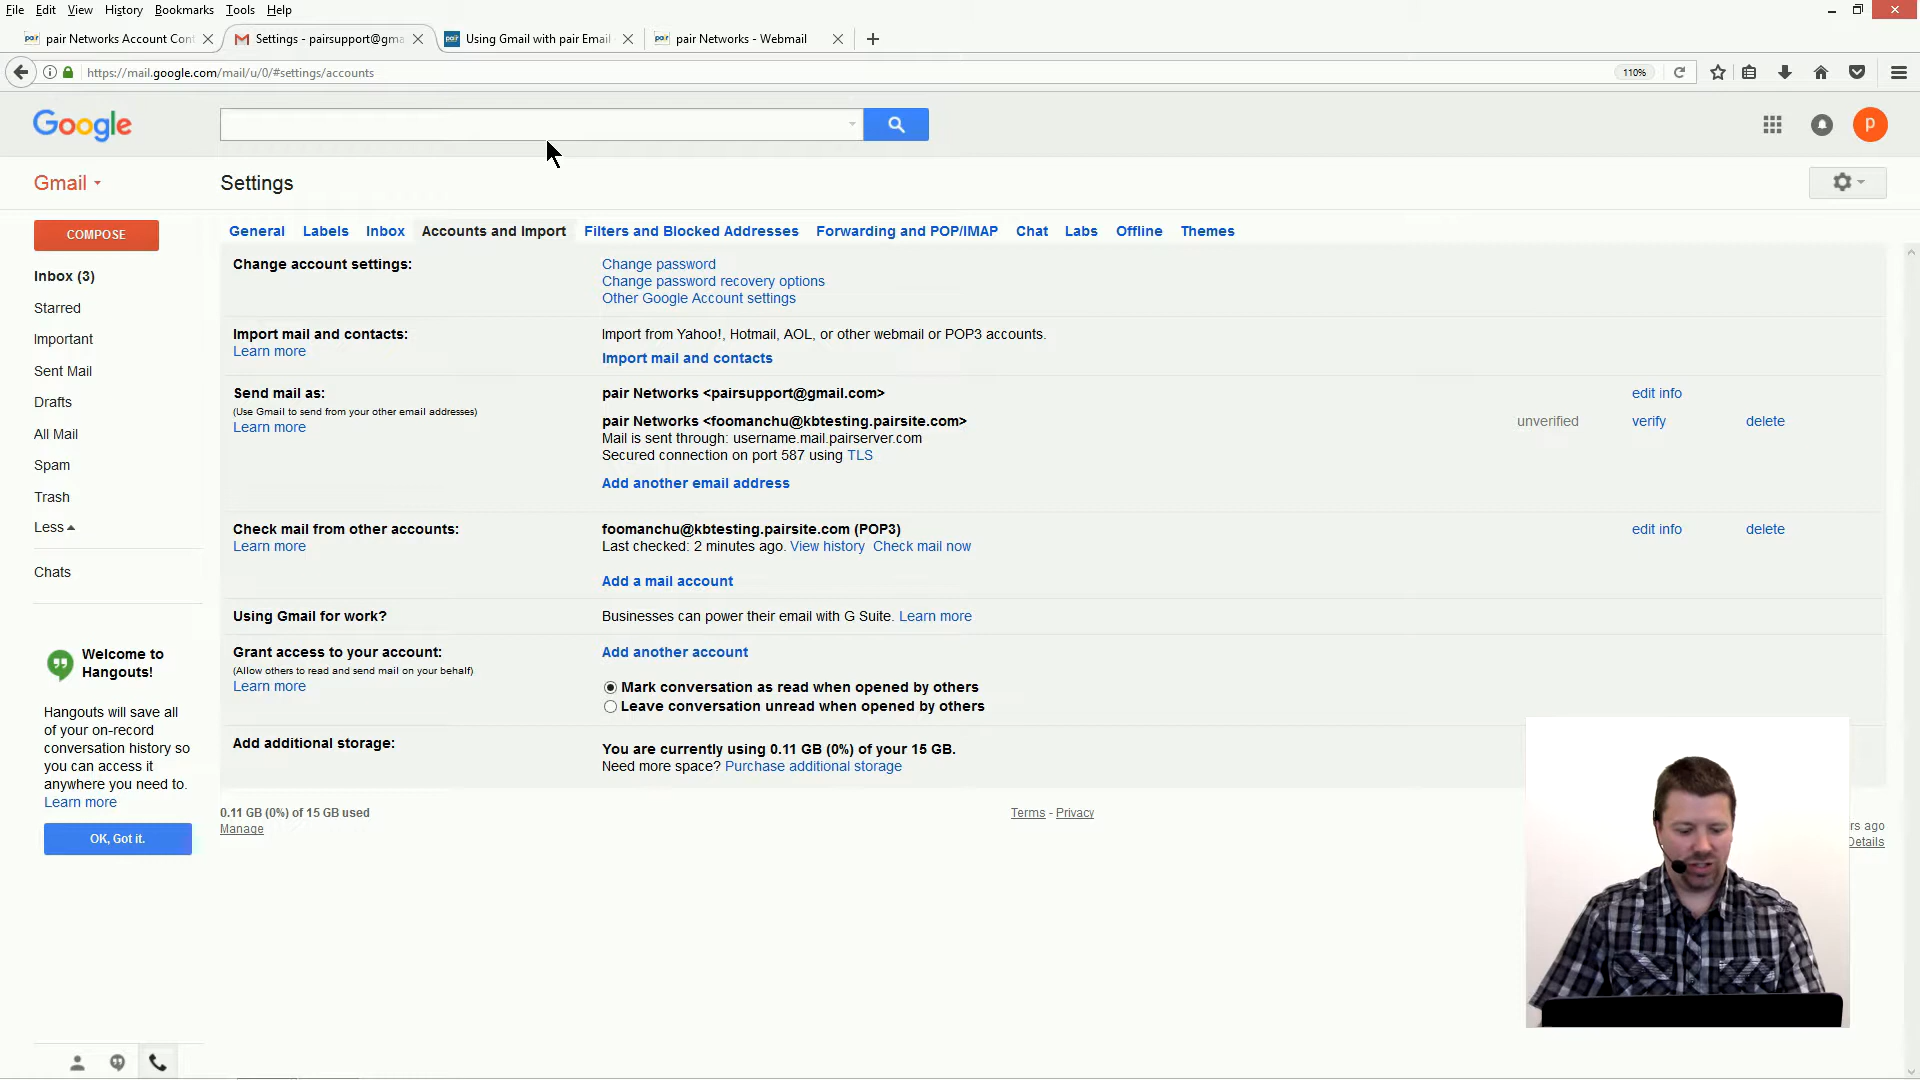 File Edit View History Bookmarks Tools Help
pair pair Networks Account Cont
Settings - pairsupport@gma
pair Using Gmail with pair Email
pair pair Networks - Webmail
https://mail.google.com/mail/u/0/#settings/accounts
110%
Google
p
Gmail
Settings
COMPOSE
Inbox (3)
Starred
Important
Sent Mail
Drafts
All Mail
Spam
Trash
Less
Chats
Welcome to
Hangouts!
Hangouts will save all
of your on-record
conversation history so
you can access it
anywhere you need to.
Learn more
OK, Got it.
General Labels Inbox Accounts and Import Filters and Blocked Addresses Forwarding and POP/IMAP Chat Labs Offline Themes
Change account settings:
Change password
Change password recovery options
Other Google Account settings
Import mail and contacts:
Learn more
Import from Yahoo!, Hotmail, AOL, or other webmail or POP3 accounts.
Import mail and contacts
Send mail as:
(Use Gmail to send from your other email addresses)
Learn more
pair Networks <pairsupport@gmail.com>
edit info
pair Networks <foomanchu@kbtesting.pairsite.com>
unverified verify delete
Mail is sent through: username.mail.pairserver.com
Secured connection on port 587 using TLS
Add another email address
Check mail from other accounts:
Learn more
foomanchu@kbtesting.pairsite.com (POP3)
edit info delete
Last checked: 2 minutes ago. View history Check mail now
Add a mail account
Using Gmail for work?
Businesses can power their email with G Suite. Learn more
Grant access to your account:
(Allow others to read and send mail on your behalf)
Learn more
Add another account
Mark conversation as read when opened by others
Leave conversation unread when opened by others
Add additional storage:
You are currently using 0.11 GB (0%) of your 15 GB.
Need more space? Purchase additional storage
0.11 GB (0%) of 15 GB used
Manage
Terms - Privacy
rs ago
Details